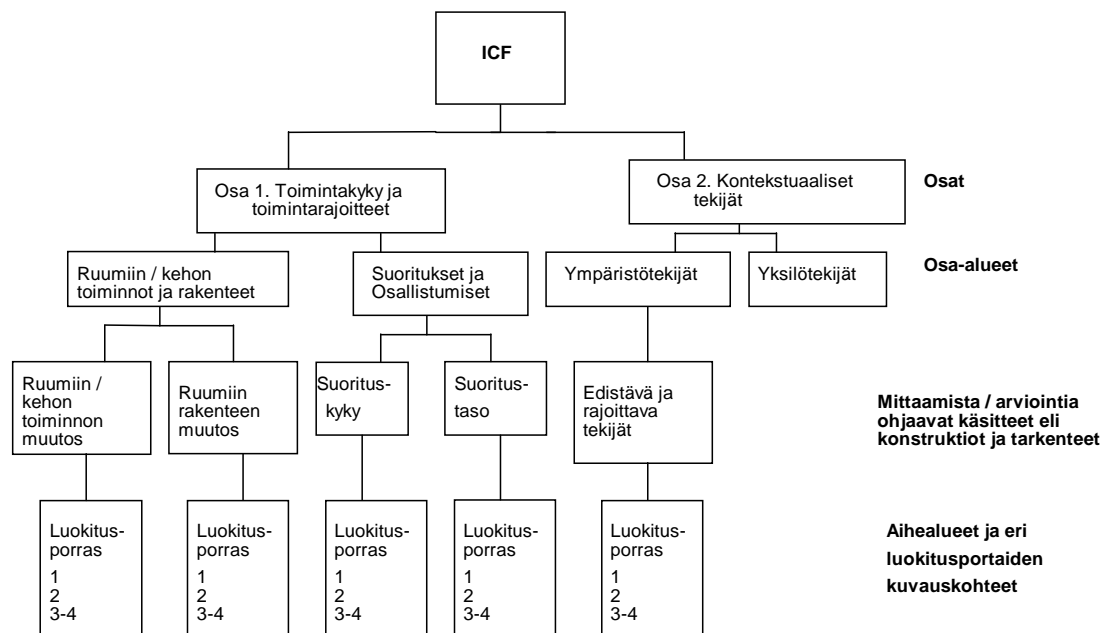 ICF
Osa 1. Toimintakyky ja
toimintarajoitteet
Osa 2. Kontekstuaaliset
tekijät
Osat
Ruumiin / kehon
toiminnot ja rakenteet
Suoritukset ja
Osallistumiset
Ympäristötekijät
Yksilötekijät
Osa-alueet
Ruumiin /
kehon
toiminnon
muutos
Ruumiin
rakenteen
muutos
Suoritus-
kyky
Suoritus-
taso
Edistävä ja
rajoittava
tekijät
Mittaamista / arviointia
ohjaavat käsitteet eli
konstruktiot ja tarkenteet
Luokitus-
porras
1
2
3-4
Luokitus-
porras
1
2
3-4
Luokitus-
porras
1
2
3-4
Luokitus-
porras
1
2
3-4
Luokitus-
porras
1
2
3-4
Aihealueet ja eri
luokitusportaiden
kuvauskohteet